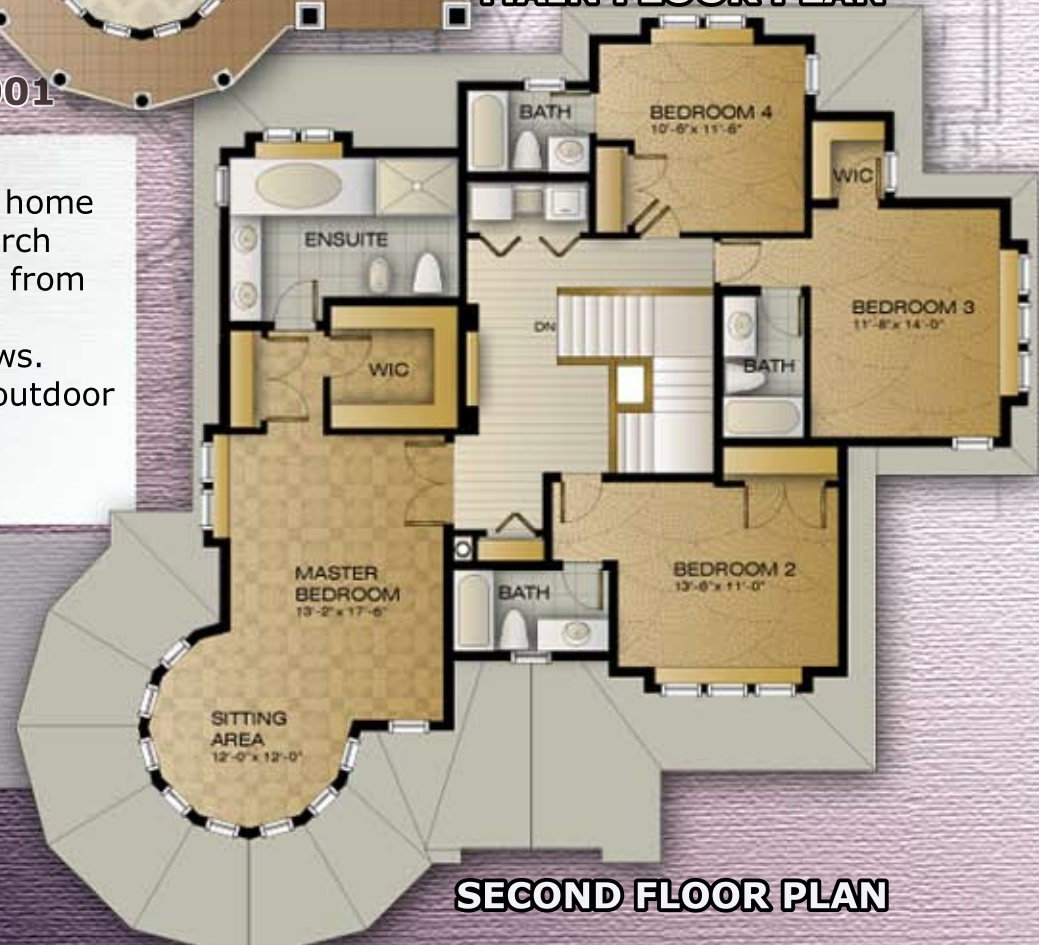 MAIN FLOOR PLAN
001
home
rch
from
ws.
outdoor
BATH
BEDROOM 4
10'-6"x 11'-6"
WIC
ENSUITE
BEDROOM 3
11'-8"x 14'-0"
DN
WIC
BATH
MASTER
BEDROOM
13'-2"x 17'-6"
BEDROOM 2
13'-6"x 11'-0"
BATH
SITTING
AREA
12'-0"x 12'-0"
SECOND FLOOR PLAN